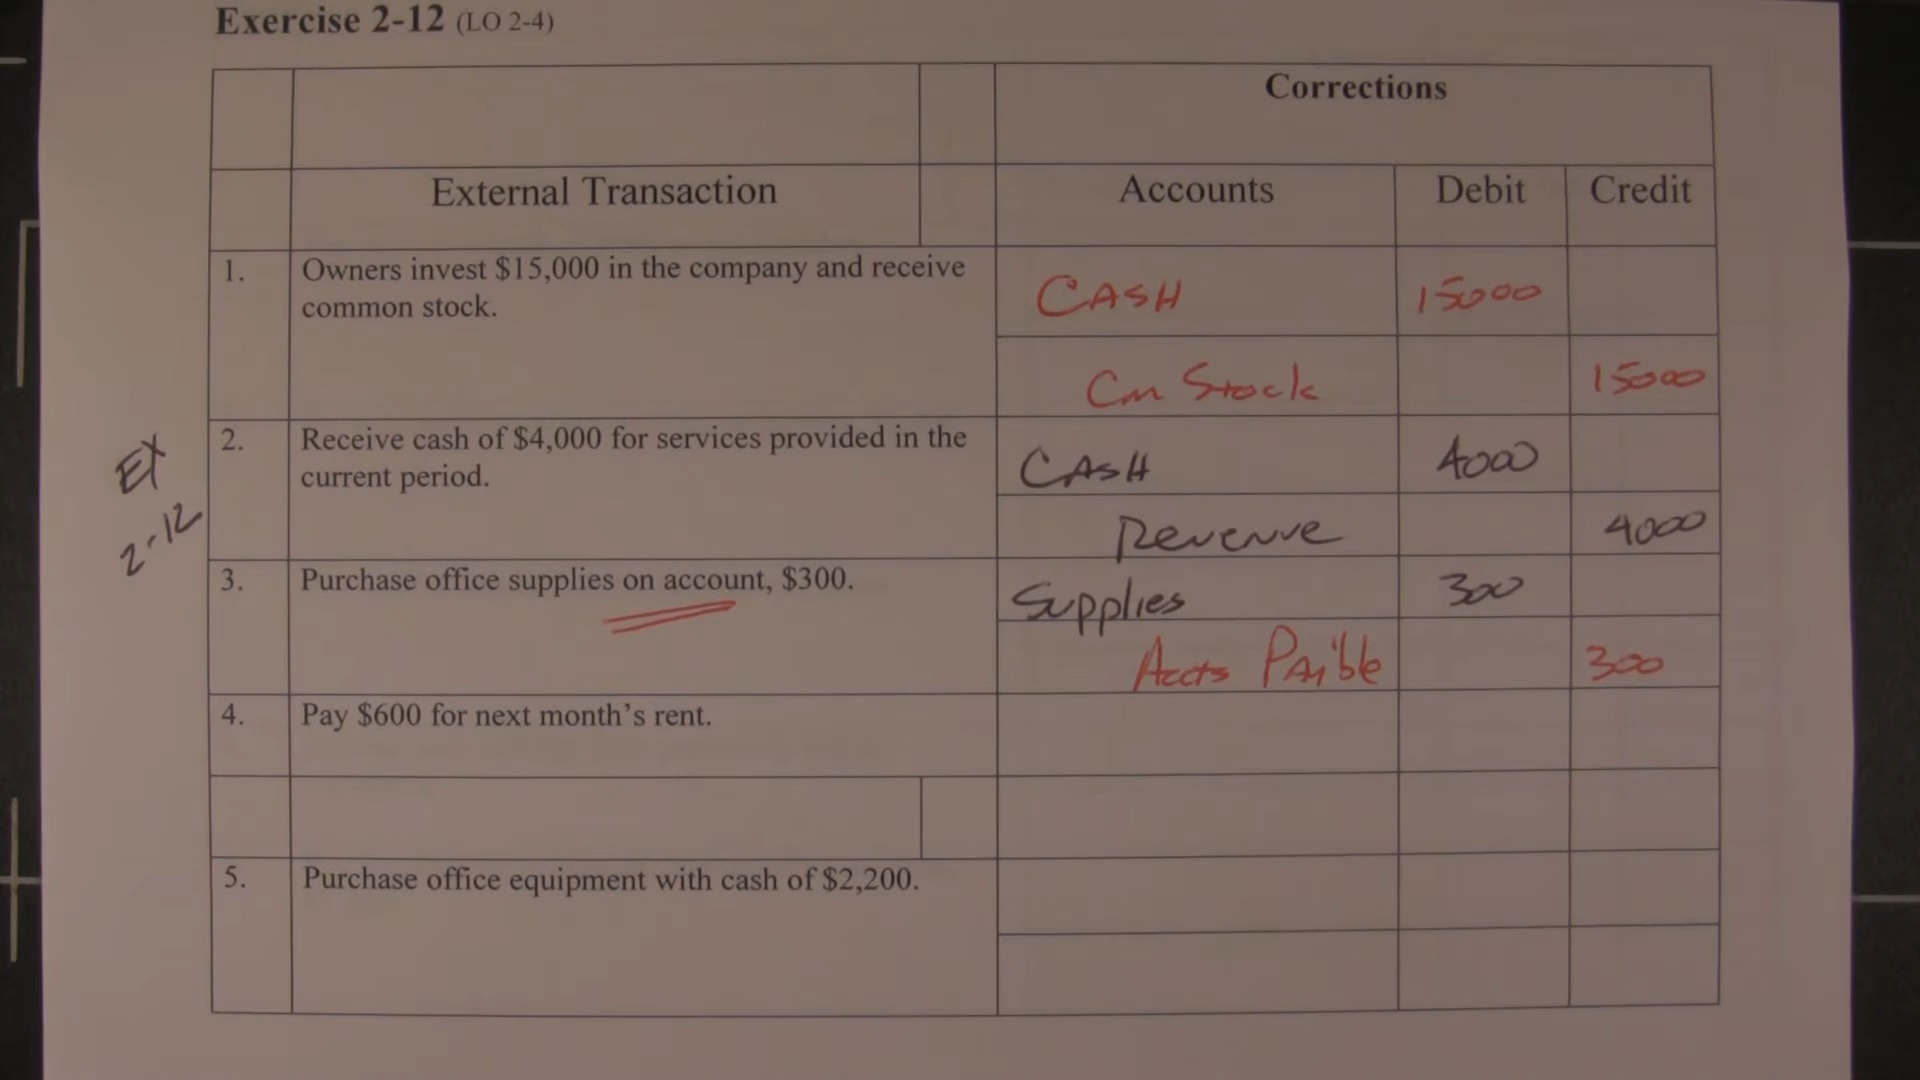 Exercise 2-12 (LO 2-4)
Corrections
External Transaction
Accounts
Debit
Credit
1.
Owners invest $15,000 in the company and receive
common stock.
CASH
15000
Cm Stock
15000
EX
2-12
2.
Receive cash of $4,000 for services provided in the
current period.
CASH
4000
Revenue
4000
3.
Purchase office supplies on account, $300.
Supplies
300
Accts Paible
300
4.
Pay $600 for next month's rent.
5.
Purchase office equipment with cash of $2,200.